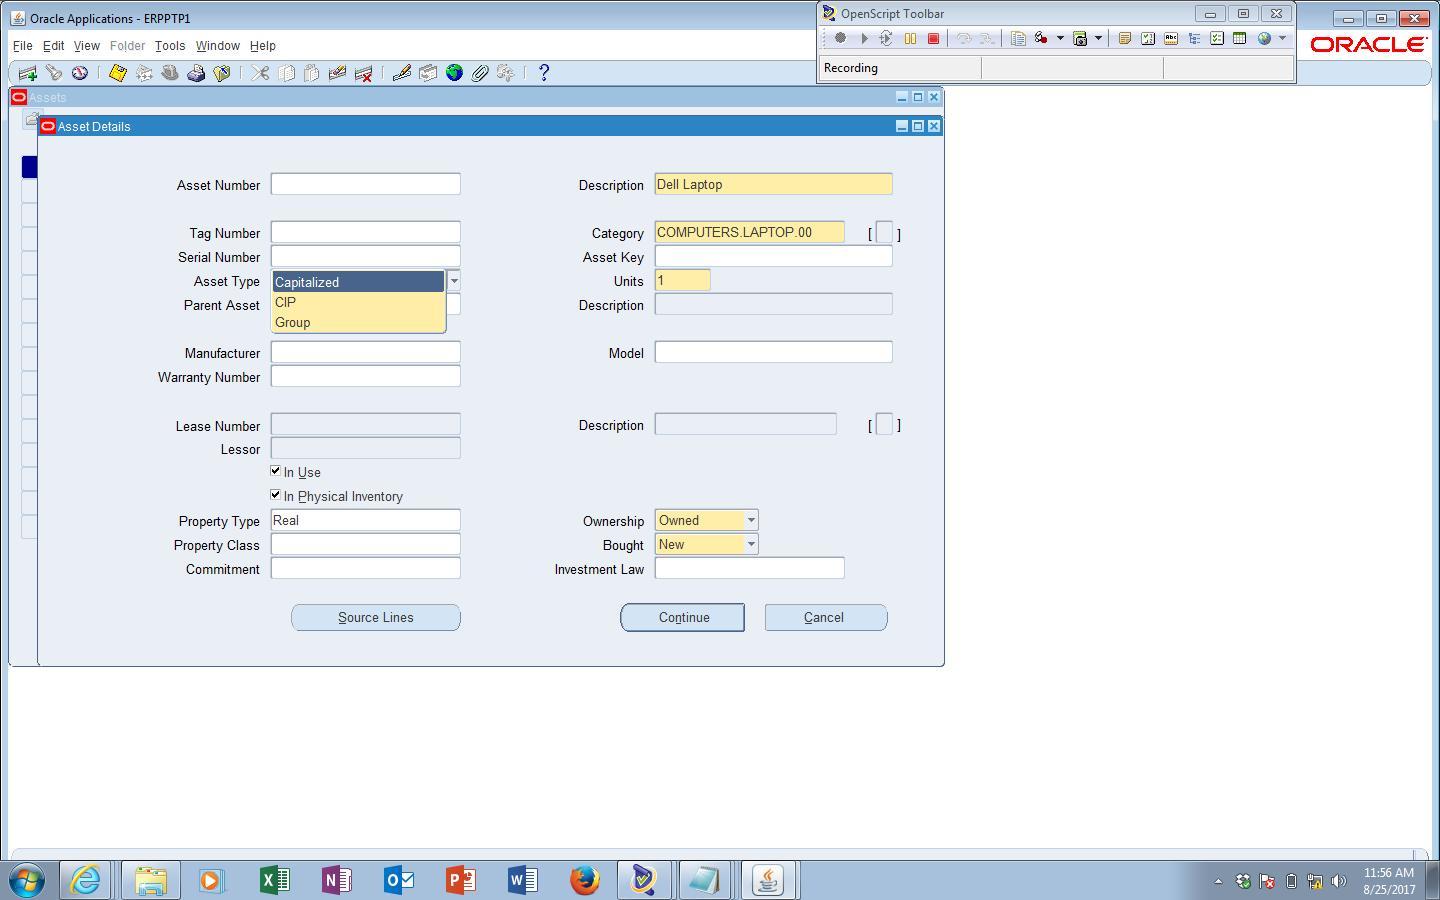 Oracle Applications - ERPPTP1
OpenScript Toolbar
File Edit View Folder Tools Window Help
ORACLE
Recording
Assets
Asset Details
Asset Number
Description Dell Laptop
Tag Number
Category COMPUTERS.LAPTOP.00 [ ]
Serial Number
Asset Key
Asset Type Capitalized
Units 1
CIP
Parent Asset
Description
Group
Manufacturer
Model
Warranty Number
Lease Number
Description [ ]
Lessor
In Use
In Physical Inventory
Property Type Real
Ownership Owned
Property Class
Bought New
Commitment
Investment Law
Source Lines Continue Cancel
11:56 AM
8/25/2017